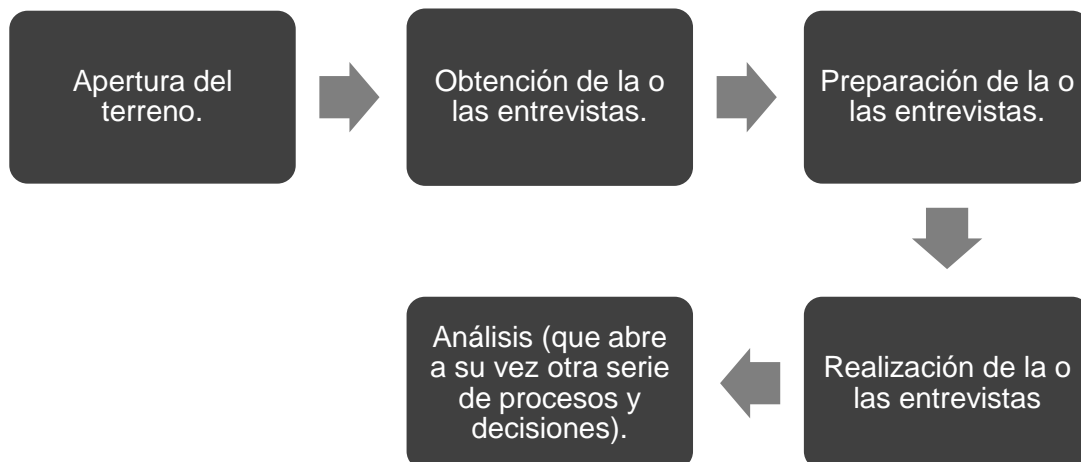 Apertura del
terreno.
Obtención de la o
las entrevistas.
Preparación de la o
las entrevistas.
Realización de la o
las entrevistas
Análisis (que abre
a su vez otra serie
de procesos y
decisiones).